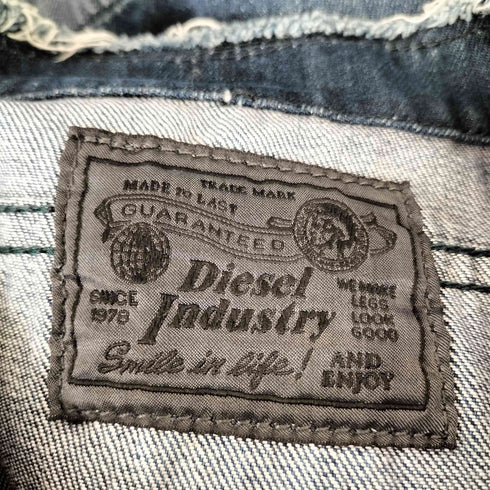 TRADE MARK
MADE to LAST
GUARANTEED
Diesel
Industry
SINCE
1978
WE MAKE
LEGS
LOOK
GOOD
Smile in life!
AND
ENJOY